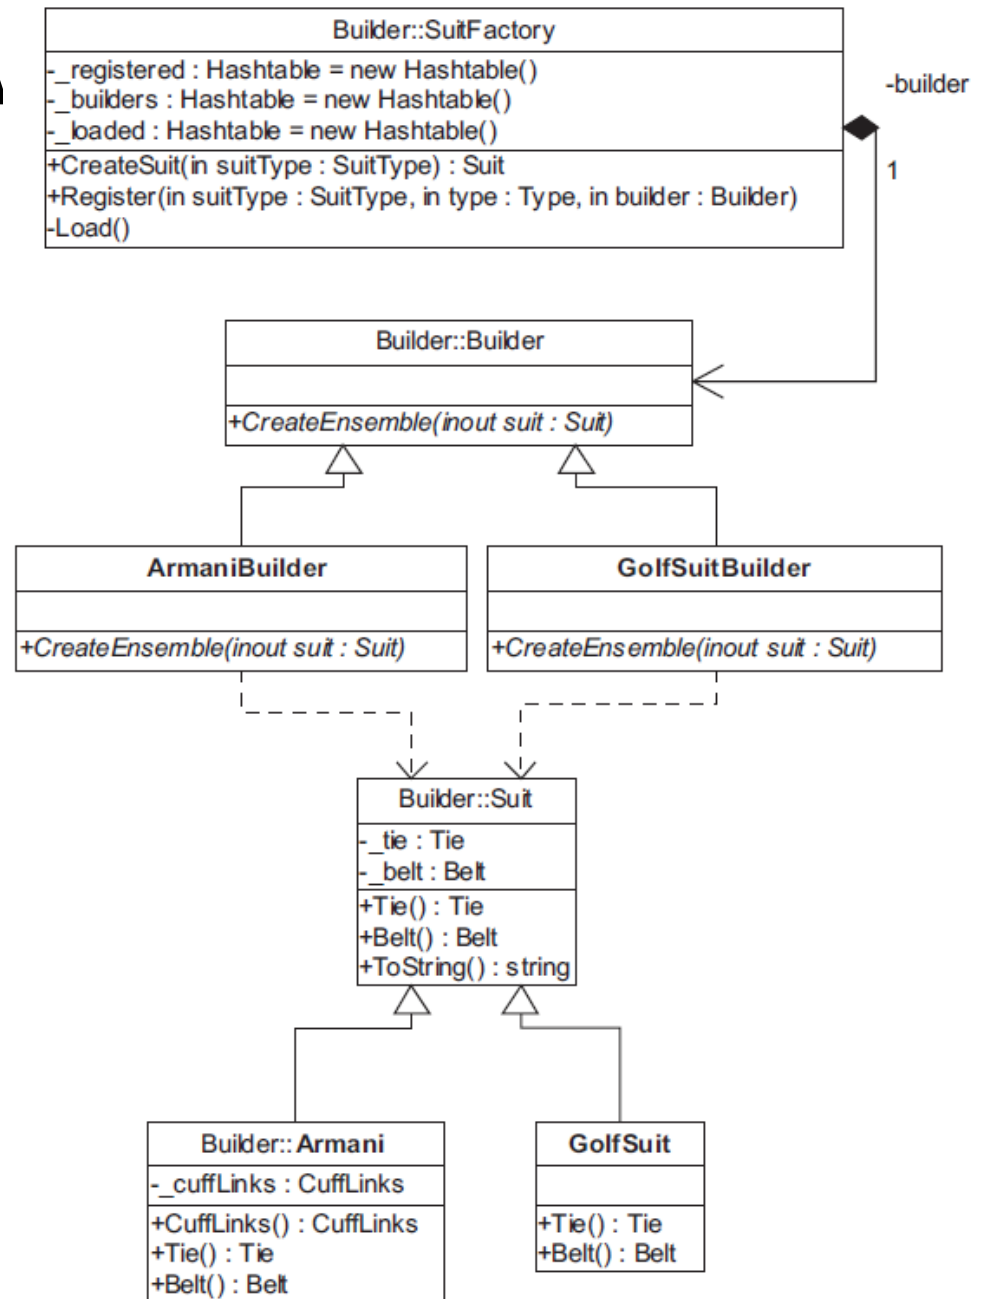 Builder::SuitFactory
-_registered : Hashtable = new Hashtable()
-_builders : Hashtable = new Hashtable()
-_loaded : Hashtable = new Hashtable()
+CreateSuit(in suitType : SuitType) : Suit
+Register(in suitType : SuitType, in type : Type, in builder : Builder)
-Load()
-builder
1
Builder::Builder
+CreateEnsemble(inout suit : Suit)
ArmaniBuilder
+CreateEnsemble(inout suit : Suit)
GolfSuitBuilder
+CreateEnsemble(inout suit : Suit)
Builder::Suit
-_tie : Tie
-_belt : Belt
+Tie() : Tie
+Belt() : Belt
+ToString() : string
Builder::Armani
-_cuffLinks : CuffLinks
+CuffLinks() : CuffLinks
+Tie() : Tie
+Belt() : Belt
GolfSuit
+Tie() : Tie
+Belt() : Belt